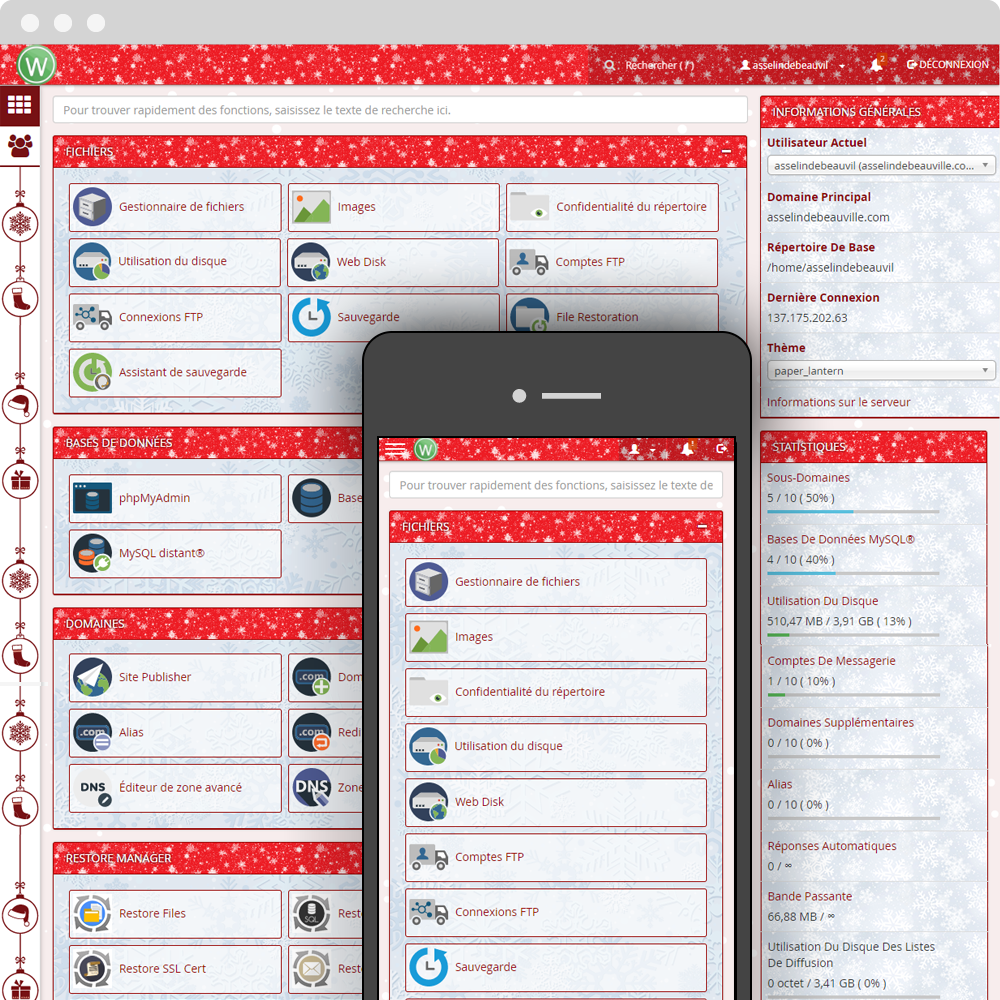 W
Rechercher ( / )
asselindebeauvil
2
DÉCONNEXION
Pour trouver rapidement des fonctions, saisissez le texte de recherche ici.
FICHIERS
Gestionnaire de fichiers
Images
Confidentialité du répertoire
Utilisation du disque
Web Disk
Comptes FTP
Connexions FTP
Sauvegarde
File Restoration
Assistant de sauvegarde
BASES DE DONNÉES
phpMyAdmin
Base
MySQL distant®
DOMAINES
Site Publisher
.com
Dom
.com
Alias
.com
Redi
DNS
Éditeur de zone avancé
DNS
Zone
RESTORE MANAGER
Restore Files
SQL
Rest
Restore SSL Cert
Rest
INFORMATIONS GÉNÉRALES
Utilisateur Actuel
asselindebeauvil (asselindebeauville.co...
Domaine Principal
asselindebeauville.com
Répertoire De Base
/home/asselindebeauvil
Dernière Connexion
137.175.202.63
Thème
paper_lantern
Informations sur le serveur
STATISTIQUES
Sous-Domaines
5 / 10 ( 50% )
Bases De Données MySQL®
4 / 10 ( 40% )
Utilisation Du Disque
510,47 MB / 3,91 GB ( 13% )
Comptes De Messagerie
1 / 10 ( 10% )
Domaines Supplémentaires
0 / 10 ( 0% )
Alias
0 / 10 ( 0% )
Réponses Automatiques
0 / ∞
Bande Passante
66,88 MB / ∞
Utilisation Du Disque Des Listes
De Diffusion
0 octet / 3,41 GB ( 0% )
W
Pour trouver rapidement des fonctions, saisissez le texte de
FICHIERS
Gestionnaire de fichiers
Images
Confidentialité du répertoire
Utilisation du disque
Web Disk
Comptes FTP
Connexions FTP
Sauvegarde